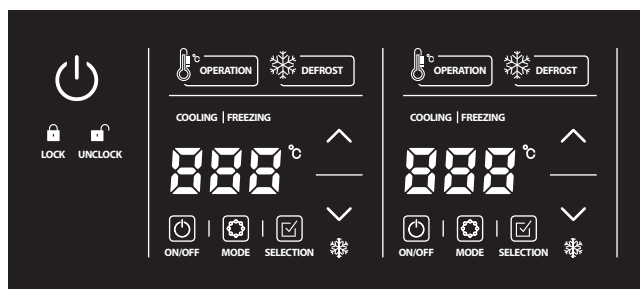 °C OPERATION DEFROST
COOLING | FREEZING
888 °C
ON/OFF MODE SELECTION
°C OPERATION DEFROST
COOLING | FREEZING
888 °C
ON/OFF MODE SELECTION
LOCK UNCLOCK